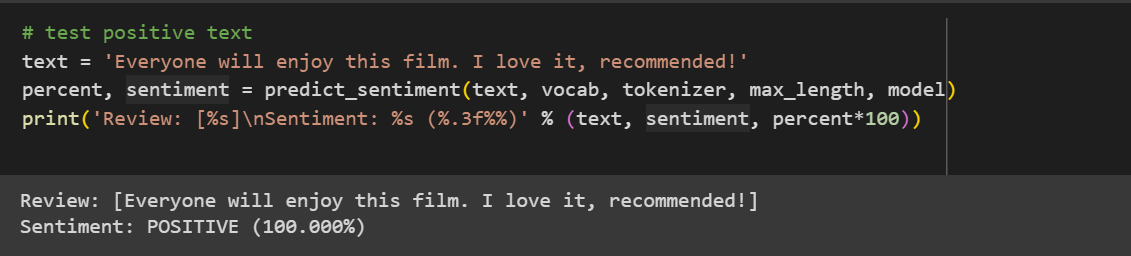 # test positive text
text = 'Everyone will enjoy this film. I love it, recommended!'
percent, sentiment = predict_sentiment(text, vocab, tokenizer, max_length, model)
print('Review: [%s]\nSentiment: %s (%.3f%%)' % (text, sentiment, percent*100))
Review: [Everyone will enjoy this film. I love it, recommended!]
Sentiment: POSITIVE (100.000%)